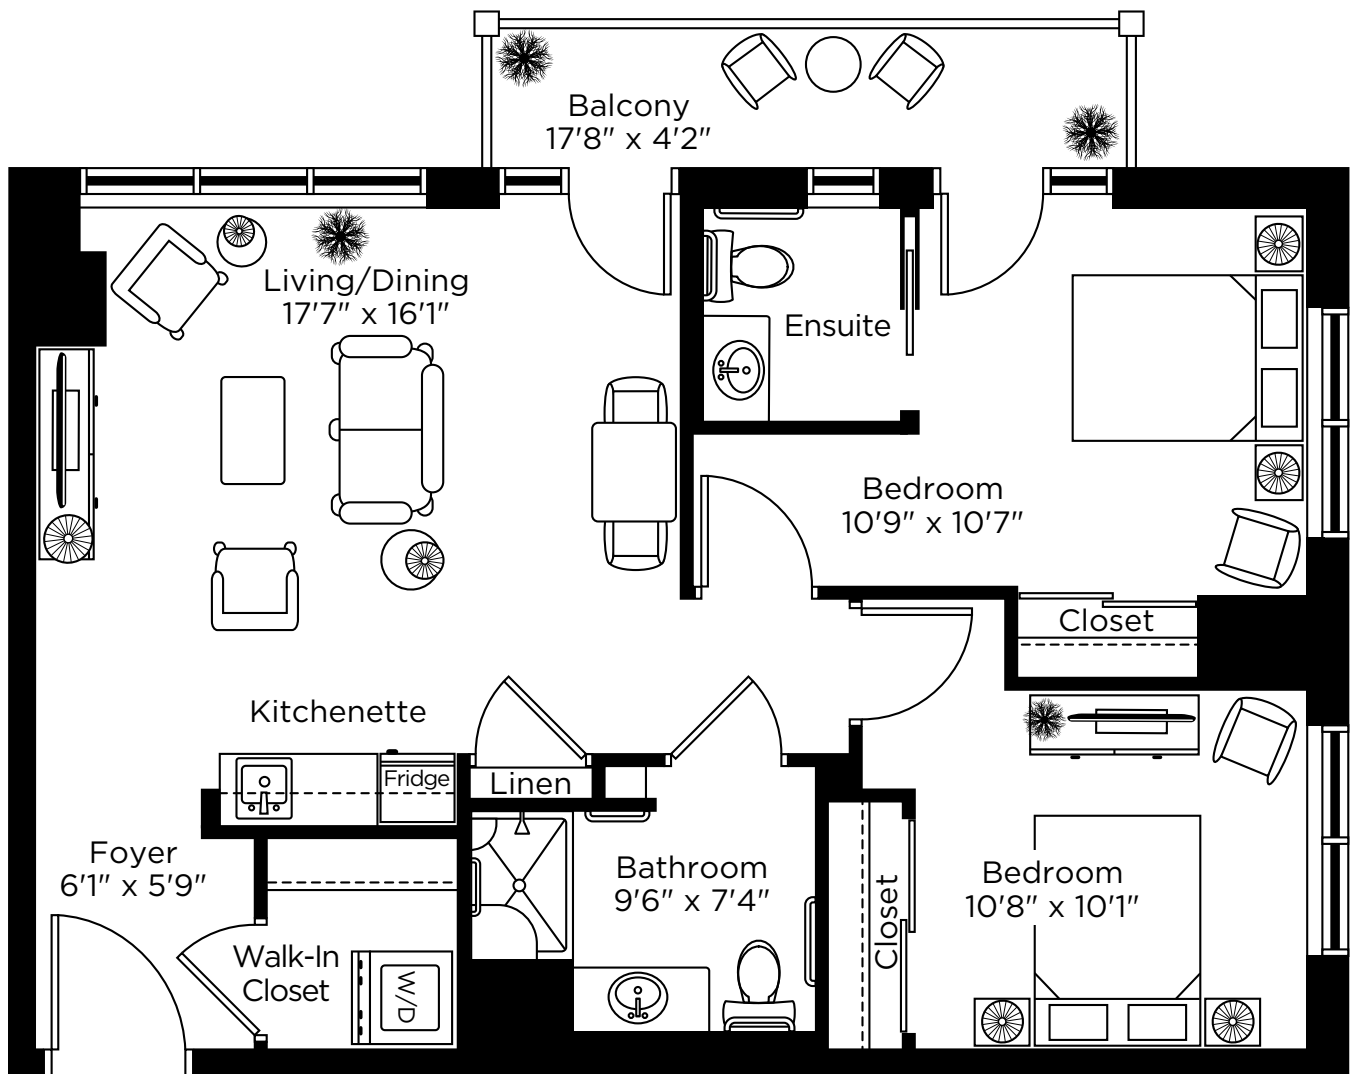 Balcony
17'8" x 4'2"
Living/Dining
17'7" x 16'1"
Ensuite
Bedroom
10'9" x 10'7"
Closet
Kitchenette
Fridge
Linen
Foyer
6'1" x 5'9"
Bathroom
9'6" x 7'4"
Closet
Bedroom
10'8" x 10'1"
Walk-In
Closet
W/D